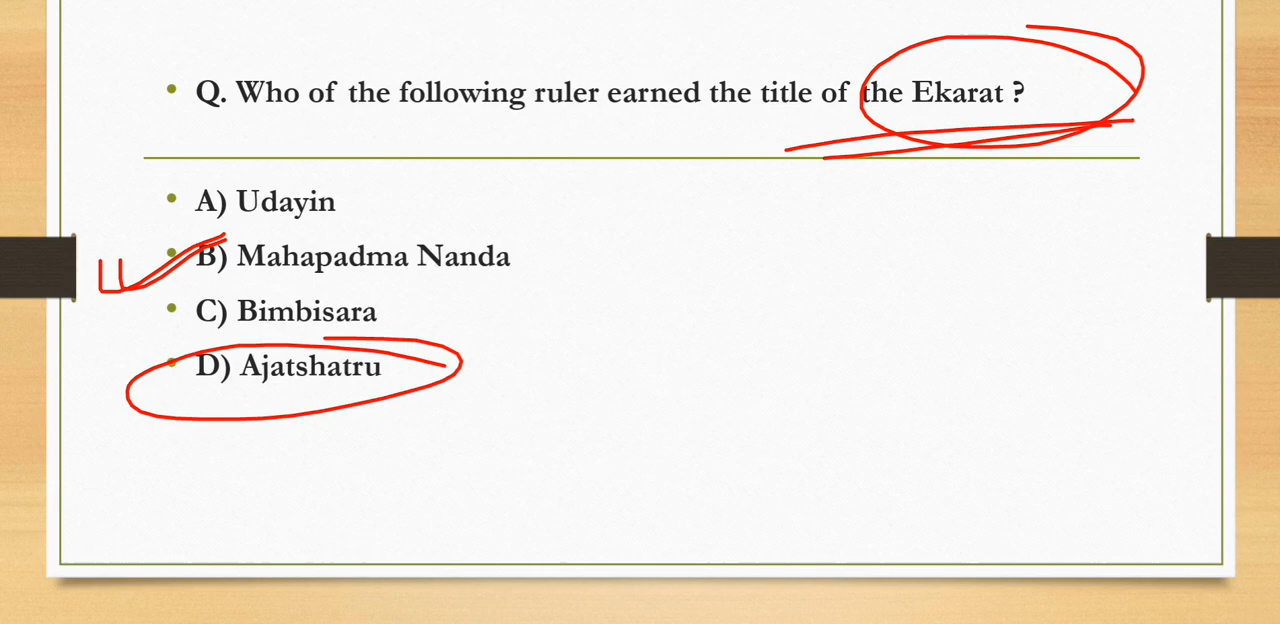 Q. Who of the following ruler earned the title of the Ekarat ?
A) Udayin
B) Mahapadma Nanda
C) Bimbisara
D) Ajatshatru